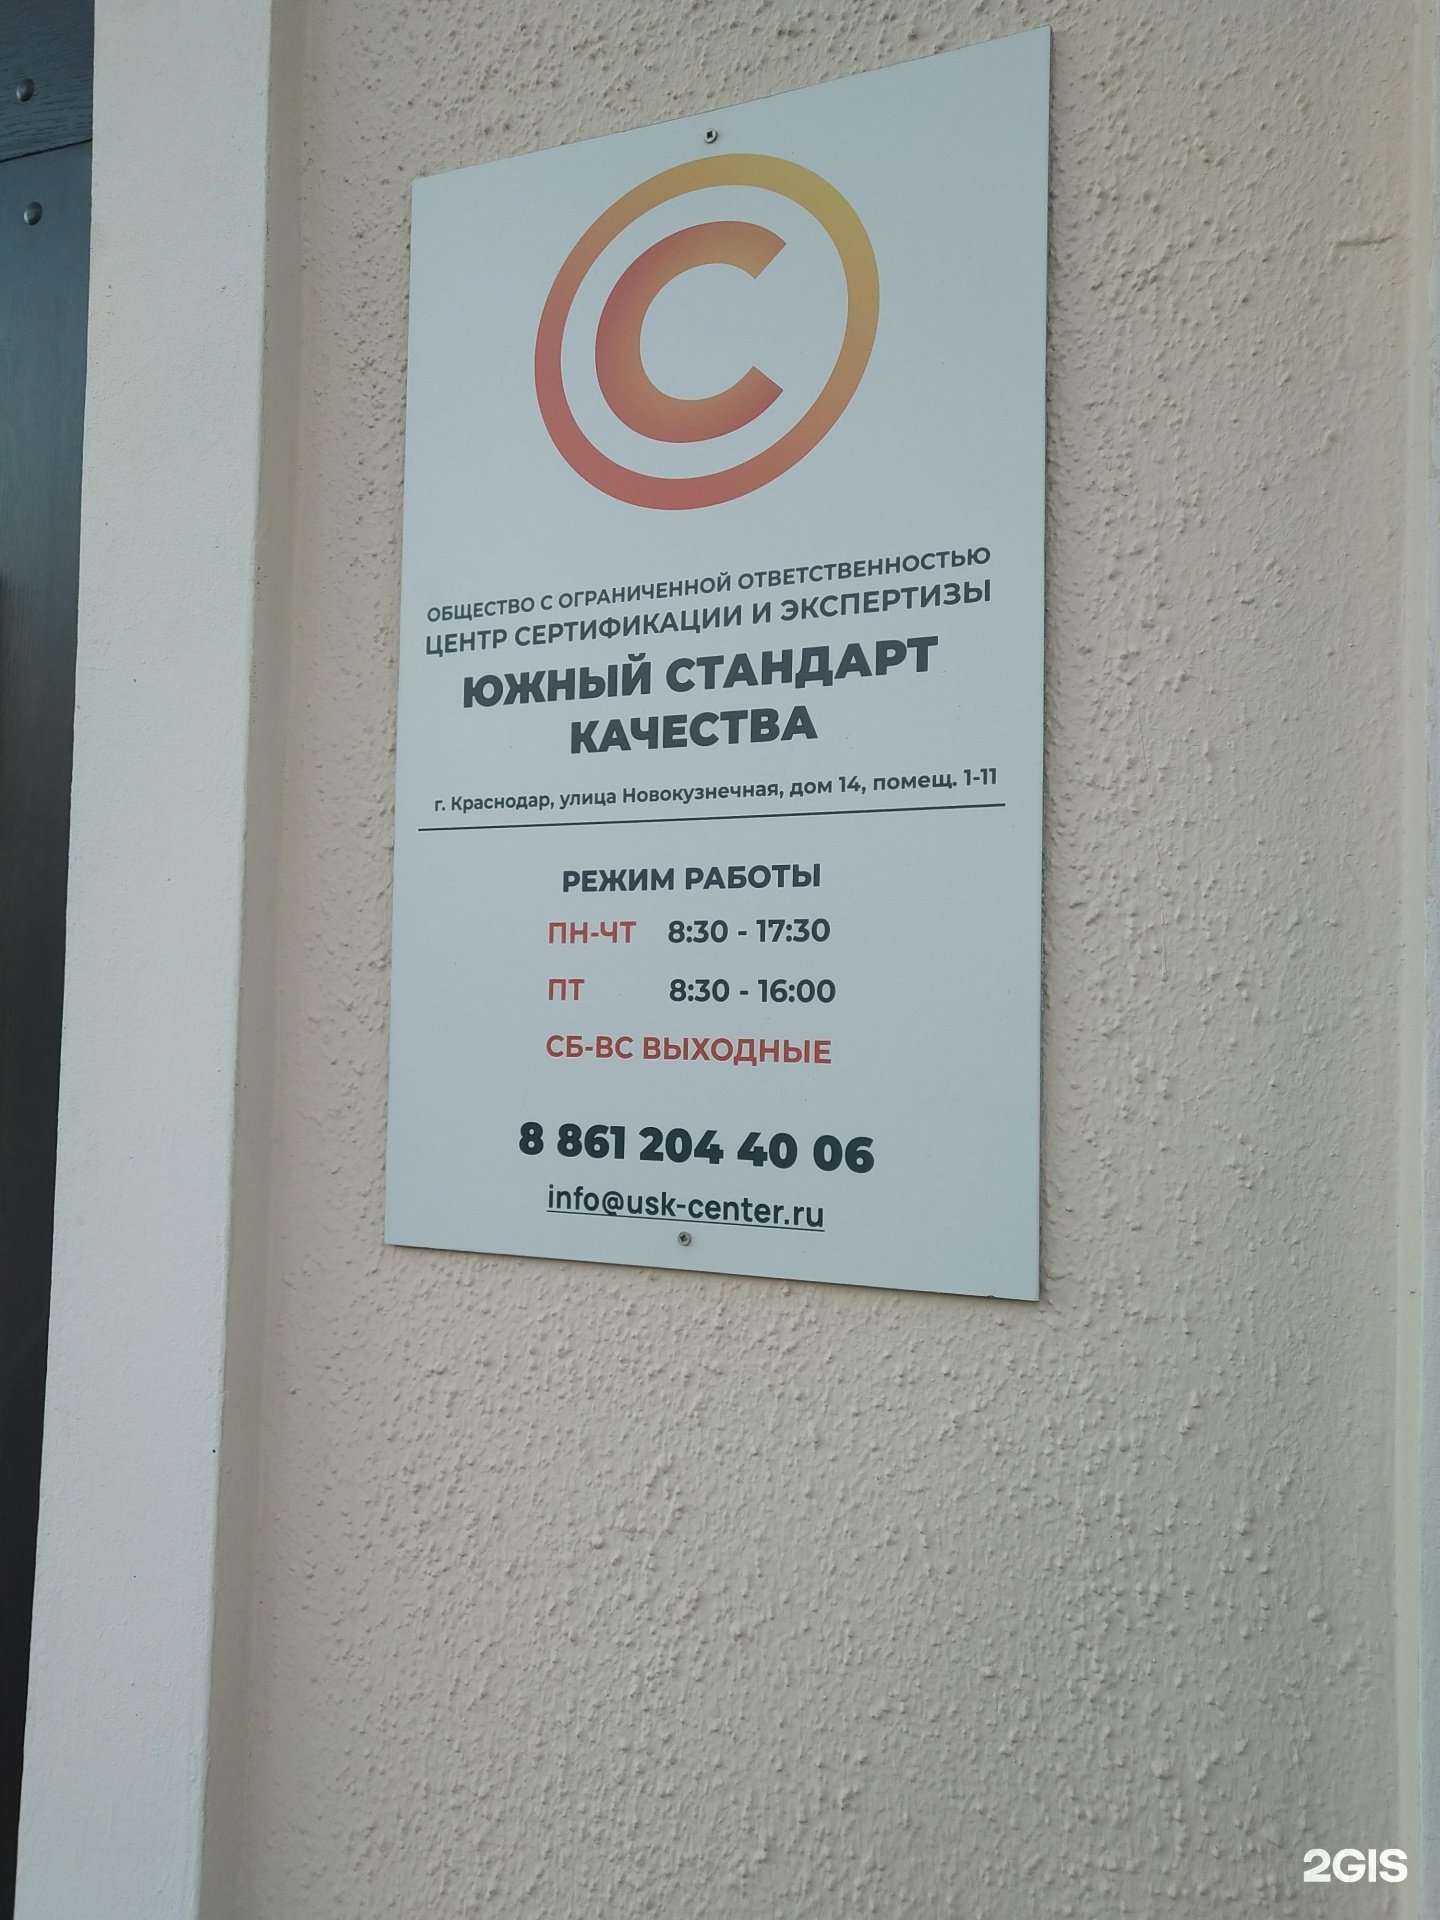 С
ОБЩЕСТВО С ОГРАНИЧЕННОЙ ОТВЕТСТВЕННОСТЬЮ
ЦЕНТР СЕРТИФИКАЦИИ И ЭКСПЕРТИЗЫ
ЮЖНЫЙ СТАНДАРТ
КАЧЕСТВА
г. Краснодар, улица Новокузнечная, дом 14, помещ. 1-11
РЕЖИМ РАБОТЫ
ПН-ЧТ 8:30 - 17:30
ПТ 8:30 - 16:00
СБ-ВС ВЫХОДНЫЕ
8 861 204 40 06
info@usk-center.ru
2GIS